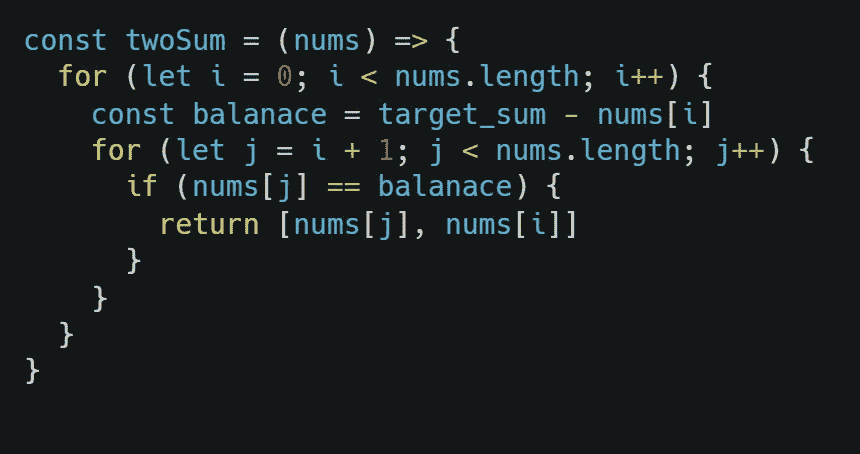 const twoSum = (nums) => {
  for (let i = 0; i < nums.length; i++) {
    const balanace = target_sum - nums[i]
    for (let j = i + 1; j < nums.length; j++) {
      if (nums[j] == balanace) {
        return [nums[j], nums[i]]
      }
    }
  }
}